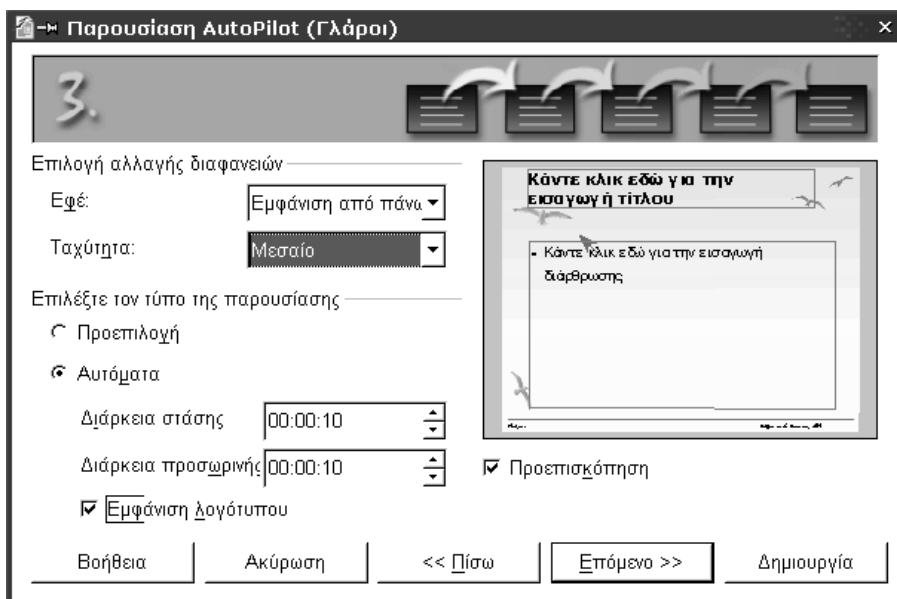 Παρουσίαση AutoPilot (Γλάροι)
3.
Επιλογή αλλαγής διαφανειών
Εφέ:
Εμφάνιση από πάνω
Ταχύτητα:
Μεσαίο
Επιλέξτε τον τύπο της παρουσίασης
Προεπιλογή
Αυτόματα
Διάρκεια στάσης
00:00:10
Διάρκεια προσωρινής
00:00:10
Εμφάνιση λογότυπου
Κάντε κλικ εδώ για την
εισαγωγή τίτλου
Κάντε κλικ εδώ για την εισαγωγή
διάρθρωσης
Προεπισκόπηση
Βοήθεια
Ακύρωση
<< Πίσω
Επόμενο >>
Δημιουργία